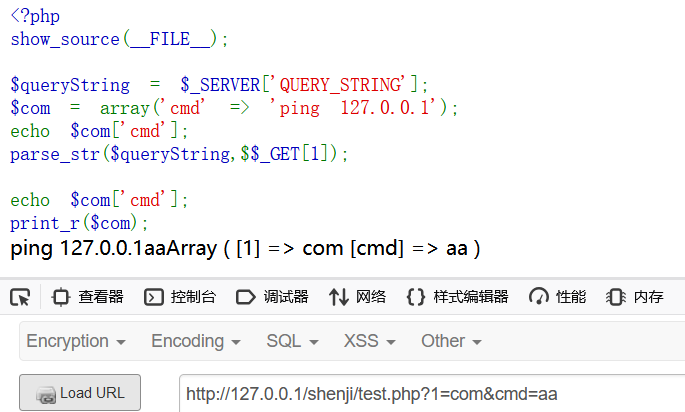 <?php
show_source(__FILE__);
$queryString = $_SERVER['QUERY_STRING'];
$com = array('cmd' => 'ping 127.0.0.1');
echo $com['cmd'];
parse_str($queryString,$$_GET[1]);
echo $com['cmd'];
print_r($com);
ping 127.0.0.1aaArray ( [1] => com [cmd] => aa )
查看器 控制台 调试器 网络 样式编辑器 性能 内存
Encryption Encoding SQL XSS Other
Load URL http://127.0.0.1/shenji/test.php?1=com&cmd=aa